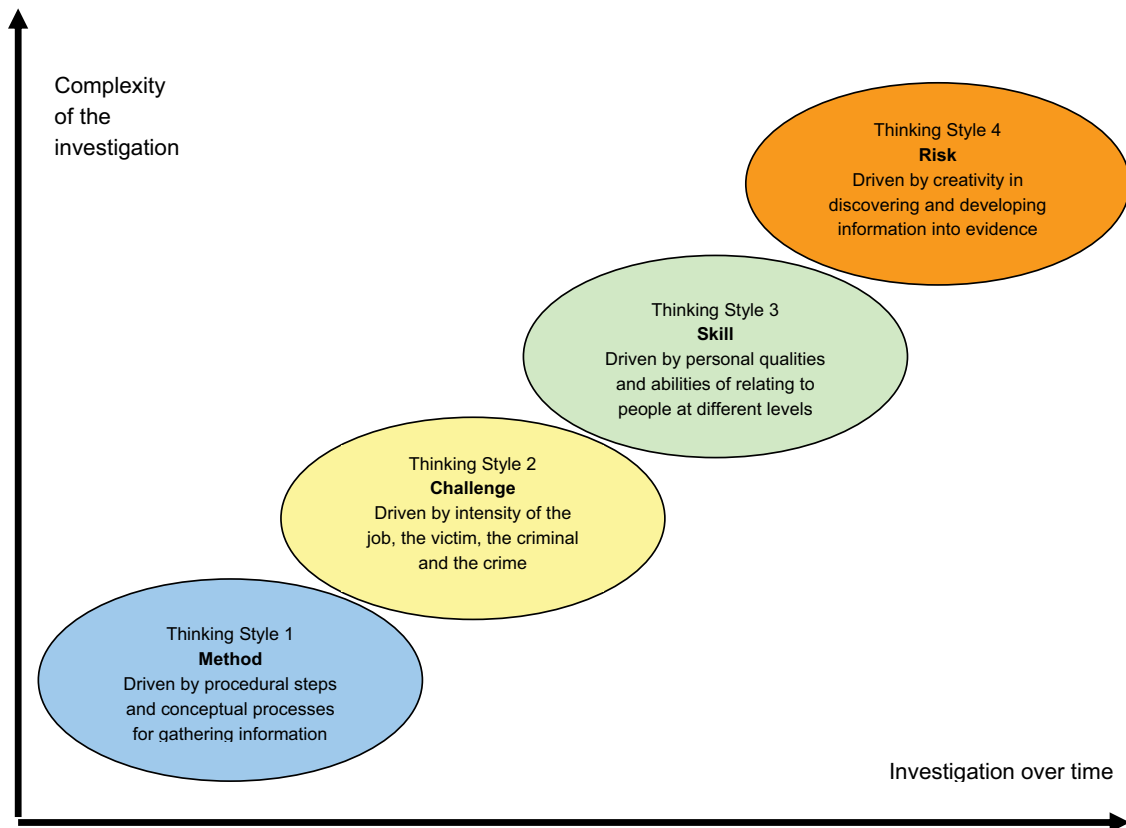 Complexity
of the
investigation
Thinking Style 4
Risk
Driven by creativity in
discovering and developing
information into evidence
Thinking Style 3
Skill
Driven by personal qualities
and abilities of relating to
people at different levels
Thinking Style 2
Challenge
Driven by intensity of the
job, the victim, the criminal
and the crime
Thinking Style 1
Method
Driven by procedural steps
and conceptual processes
for gathering information
Investigation over time